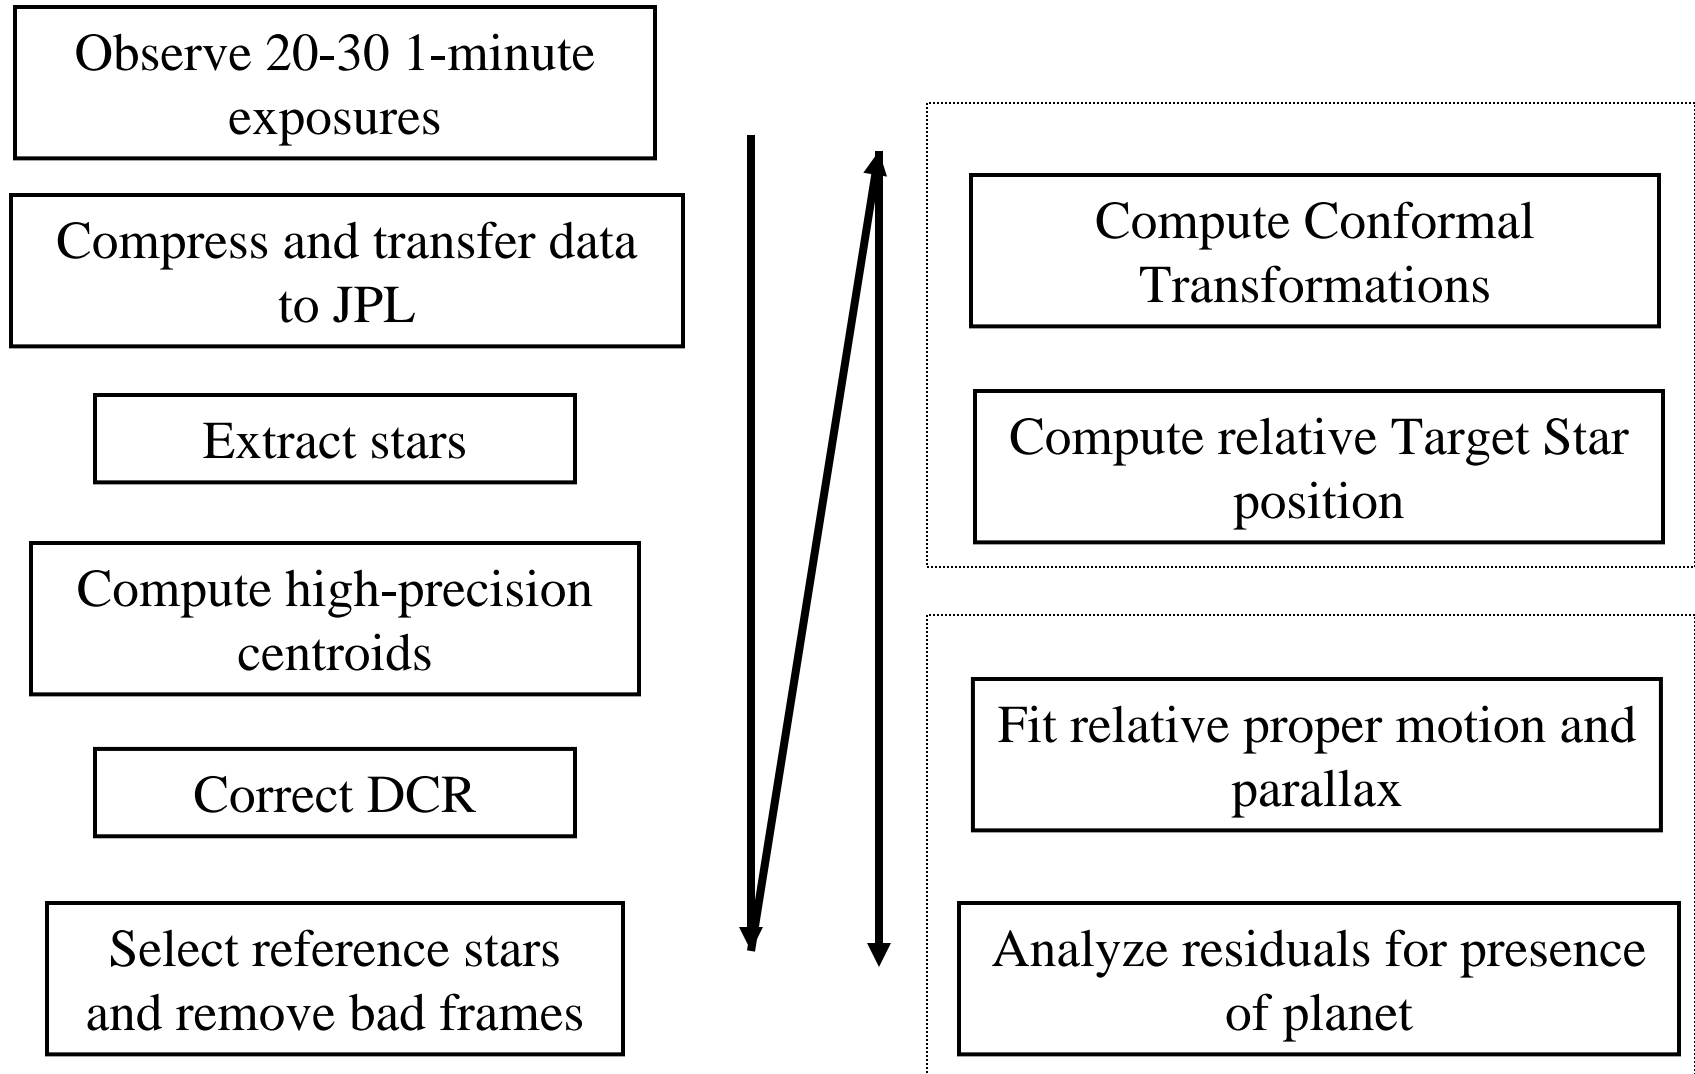 Observe 20-30 1-minute
exposures
Compress and transfer data
to JPL
Extract stars
Compute high-precision
centroids
Correct DCR
Select reference stars
and remove bad frames
Compute Conformal
Transformations
Compute relative Target Star
position
Fit relative proper motion and
parallax
Analyze residuals for presence
of planet